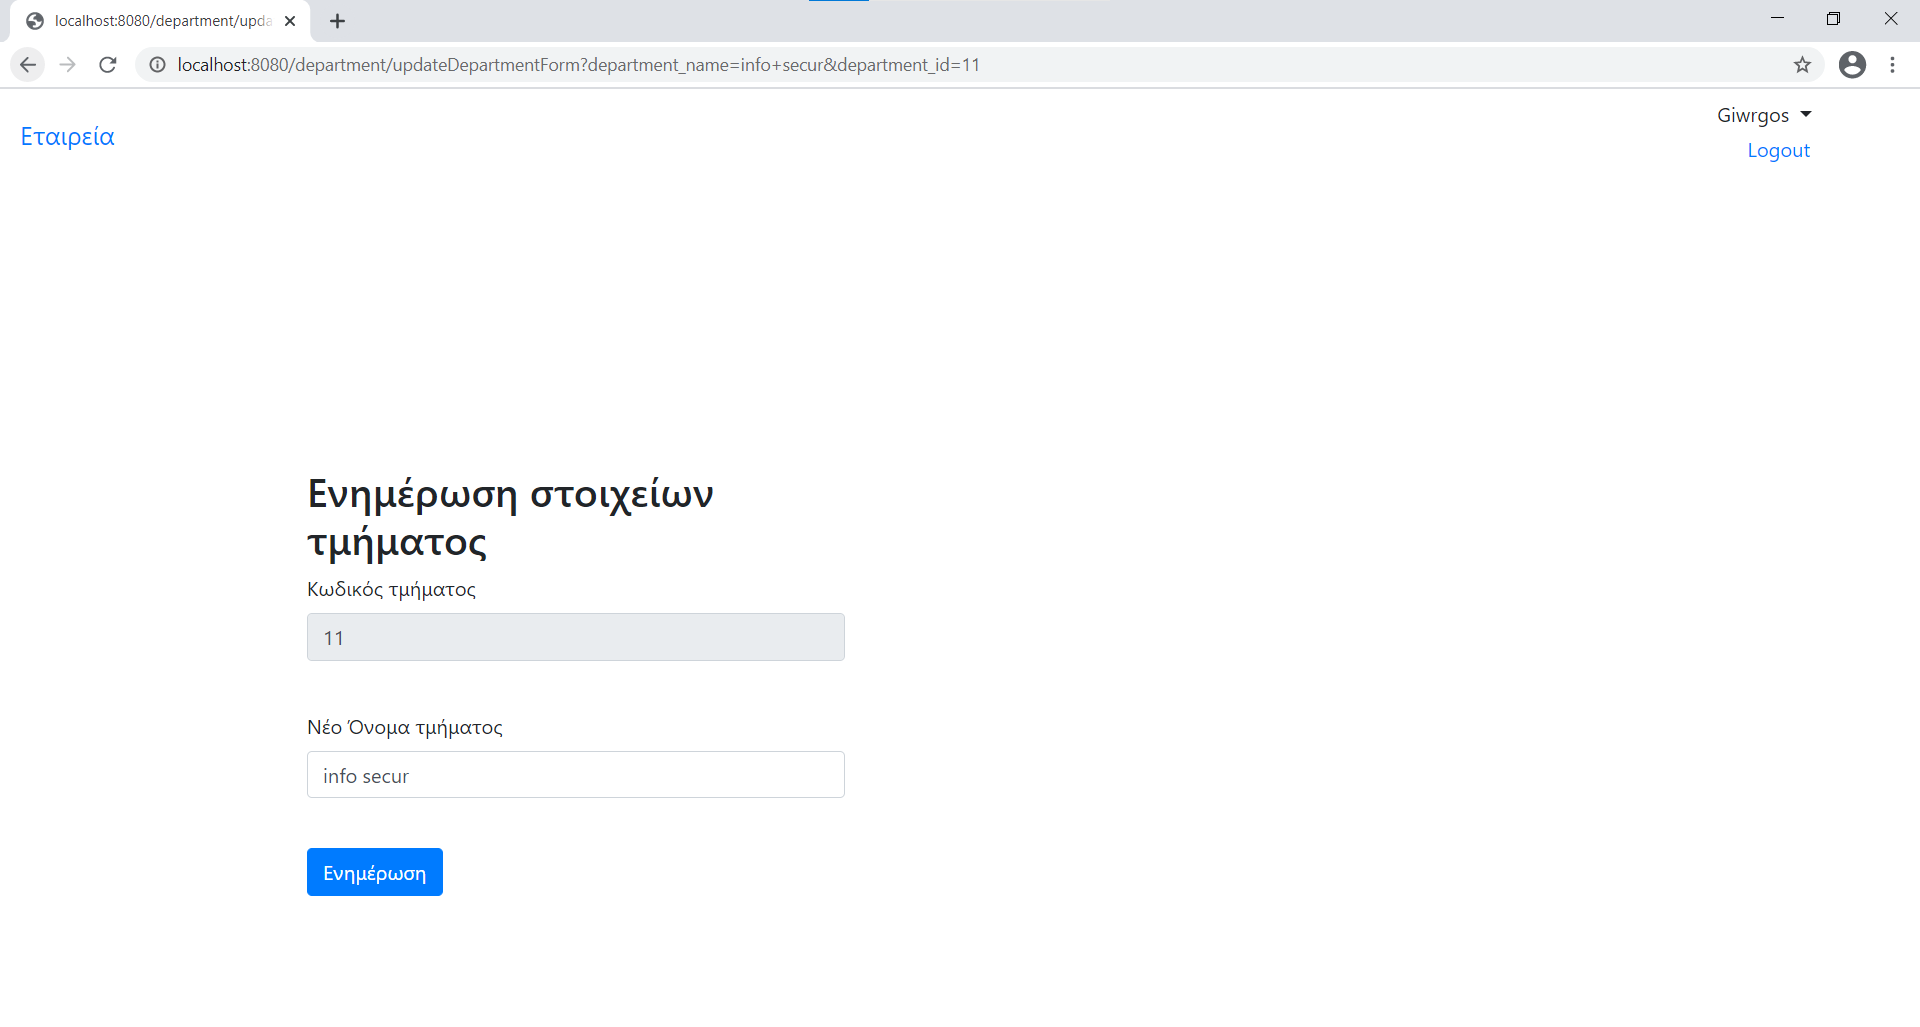 localhost:8080/department/upda
localhost:8080/department/updateDepartmentForm?department_name=info+secur&department_id=11
Εταιρεία
Giwrgos
Logout
Ενημέρωση στοιχείων
τμήματος
Κωδικός τμήματος
11
Νέο Όνομα τμήματος
info secur
Ενημέρωση